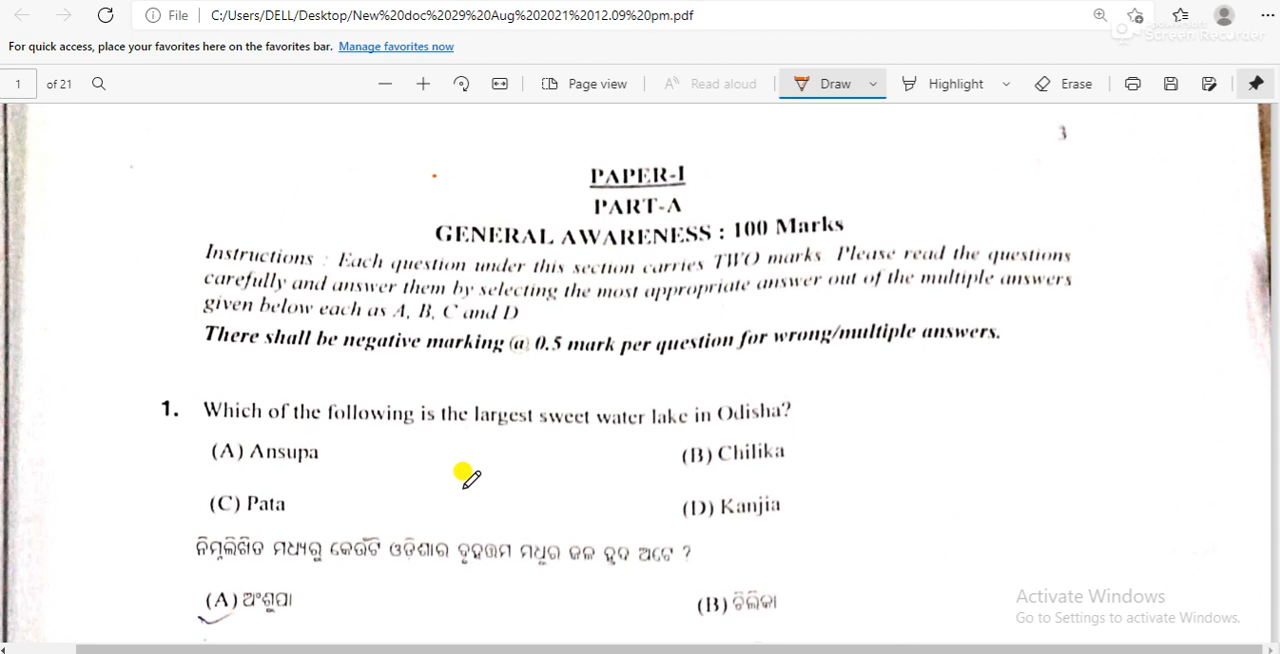 File C:/Users/DELL/Desktop/New%20doc%2029%20Aug%202021%2012.09%20pm.pdf
Screen Recorder
For quick access, place your favorites here on the favorites bar. Manage favorites now
1 of 21 Page view Read aloud Draw Highlight Erase
3
PAPER-I
PART-A
GENERAL AWARENESS : 100 Marks
Instructions : Each question under this section carries TWO marks Please read the questions
carefully and answer them by selecting the most appropriate answer out of the multiple answers
given below each as A, B, C and D
There shall be negative marking @ 0.5 mark per question for wrong/multiple answers.
1. Which of the following is the largest sweet water lake in Odisha?
(A) Ansupa (B) Chilika
(C) Pata (D) Kanjia
ନିମ୍ନଲିଖିତ ମଧ୍ୟରୁ କେଉଁଟି ଓଡ଼ିଶାର ବୃହତ୍ତମ ମଧୁର ଜଳ ହ୍ରଦ ଅଟେ ?
(A) ଅଂଶୁପା (B) ଚିଲିକା
Activate Windows
Go to Settings to activate Windows.